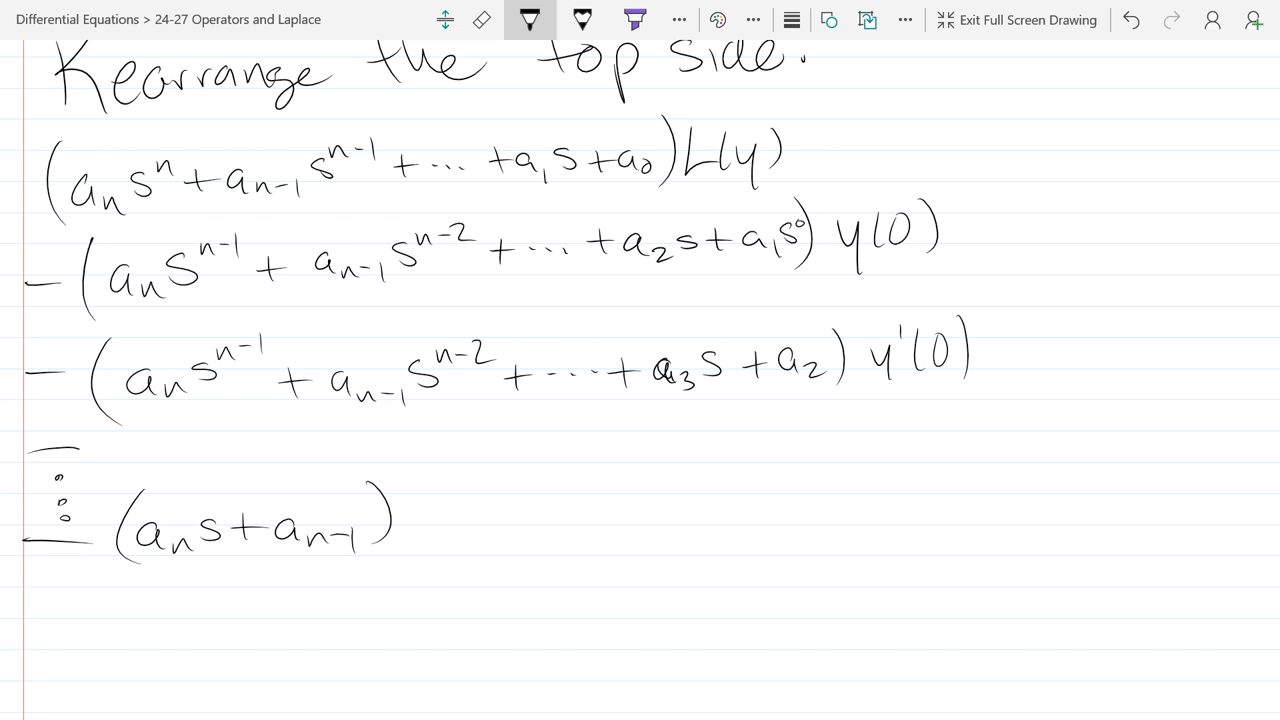 Differential Equations > 24-27 Operators and Laplace
Exit Full Screen Drawing
Rearrange the top side.
(aₙsⁿ + aₙ₋₁sⁿ⁻¹ + ... + a₁s + a₀)L(y)
- (aₙsⁿ⁻¹ + aₙ₋₁sⁿ⁻² + ... + a₂s + a₁s⁰) y(0)
- (aₙsⁿ⁻¹ + aₙ₋₁sⁿ⁻² + ... + a₃s + a₂) y'(0)
-
⋮
- (aₙs + aₙ₋₁)